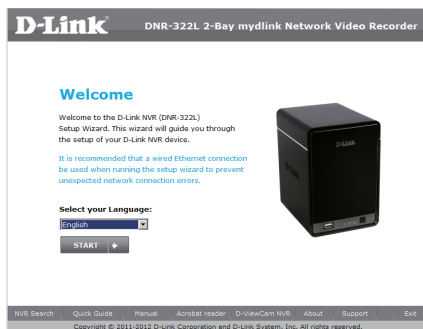 D-Link
DNR-322L 2-Bay mydlink Network Video Recorder
Welcome
Welcome to the D-Link NVR (DNR-322L)
Setup Wizard. This wizard will guide you through
the setup of your D-Link NVR device.
It is recommended that a wired Ethernet connection
be used when running the setup wizard to prevent
unexpected network connection errors.
Select your Language:
English
START
D-Link
D-Link
NVR Search Quick Guide Manual Acrobat reader D-ViewCam NVR About Support Exit
Copyright © 2011-2012 D-Link Corporation and D-Link System, Inc. All rights reserved.